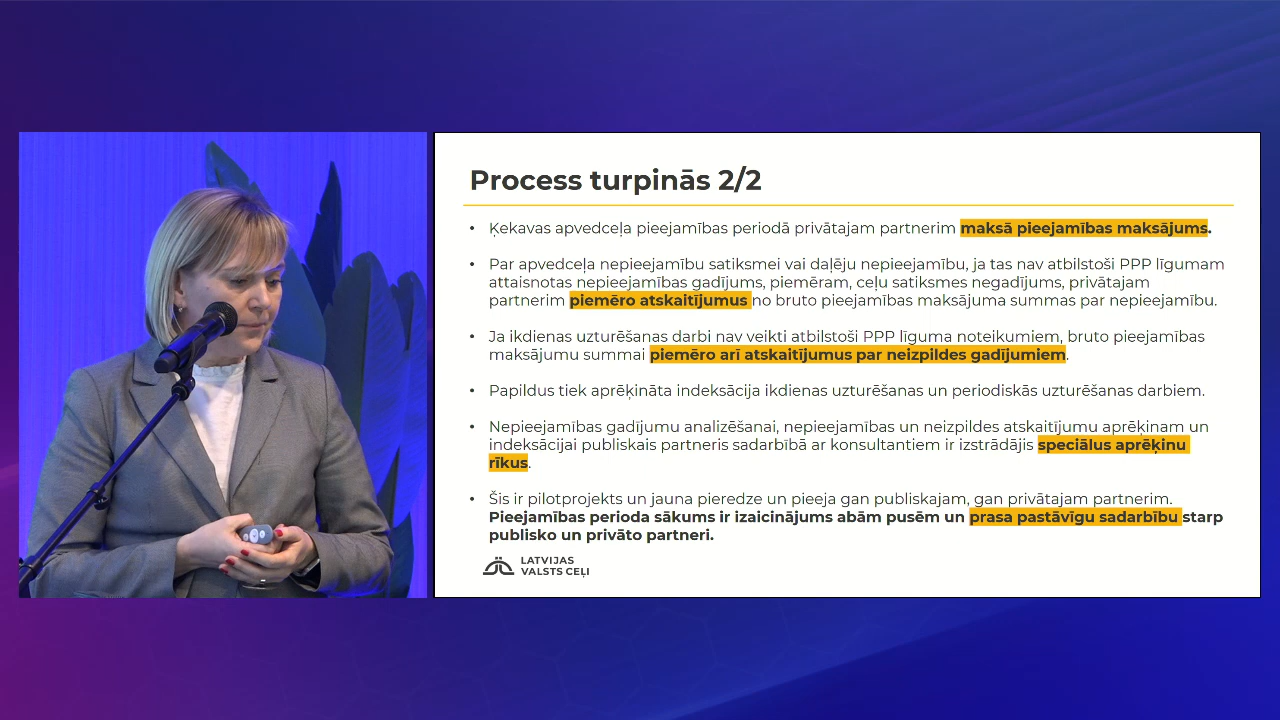 Process turpinās 2/2
• Ķekavas apvedceļa pieejamības periodā privātajam partnerim maksā pieejamības maksājums.
• Par apvedceļa nepieejamību satiksmei vai daļēju nepieejamību, ja tas nav atbilstoši PPP līgumam
attaisnotas nepieejamības gadījums, piemēram, ceļu satiksmes negadījums, privātajam
partnerim piemēro atskaitījumus no bruto pieejamības maksājuma summas par nepieejamību.
• Ja ikdienas uzturēšanas darbi nav veikti atbilstoši PPP līguma noteikumiem, bruto pieejamības
maksājumu summai piemēro arī atskaitījumus par neizpildes gadījumiem.
• Papildus tiek aprēķināta indeksācija ikdienas uzturēšanas un periodiskās uzturēšanas darbiem.
• Nepieejamības gadījumu analizēšanai, nepieejamības un neizpildes atskaitījumu aprēķinam un
indeksācijai publiskais partneris sadarbībā ar konsultantiem ir izstrādājis speciālus aprēķinu
rīkus.
• Šis ir pilotprojekts un jauna pieredze un pieeja gan publiskajam, gan privātajam partnerim.
Pieejamības perioda sākums ir izaicinājums abām pusēm un prasa pastāvīgu sadarbību starp
publisko un privāto partneri.
LATVIJAS
VALSTS CEĻI